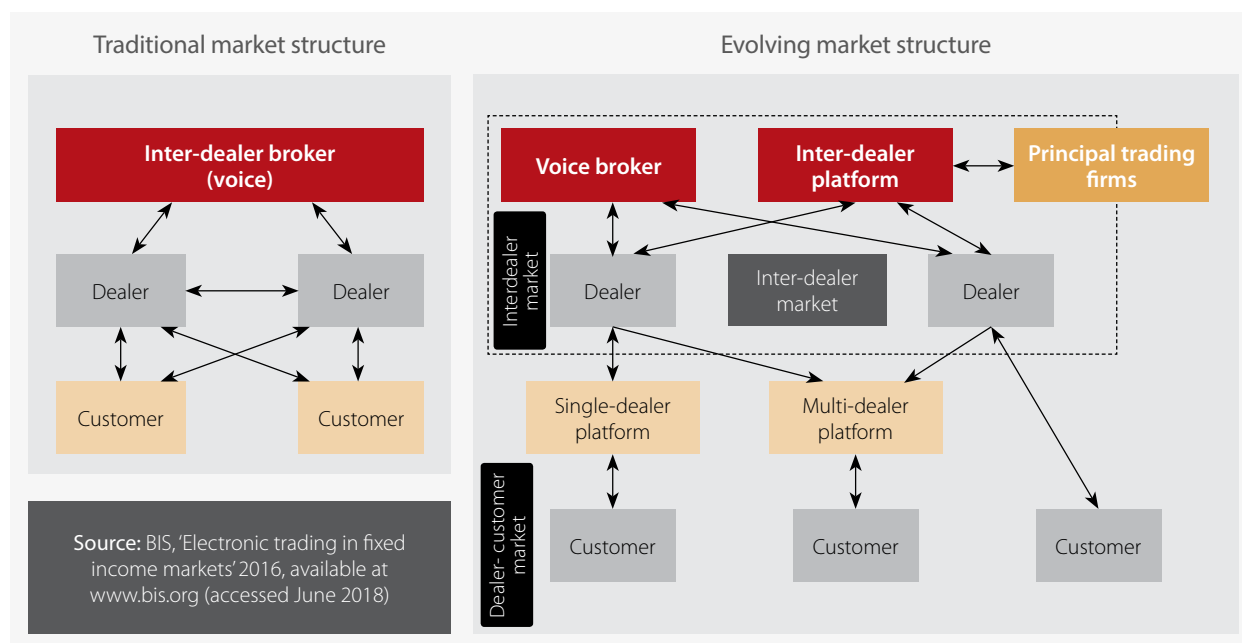 Traditional market structure
Inter-dealer broker
(voice)
Dealer
Dealer
Customer
Customer
Source: BIS, ‘Electronic trading in fixed
income markets’ 2016, available at
www.bis.org (accessed June 2018)
Evolving market structure
Voice broker
Inter-dealer
platform
Principal trading
firms
Interdealer
market
Dealer
Inter-dealer
market
Dealer
Single-dealer
platform
Multi-dealer
platform
Dealer- customer
market
Customer
Customer
Customer